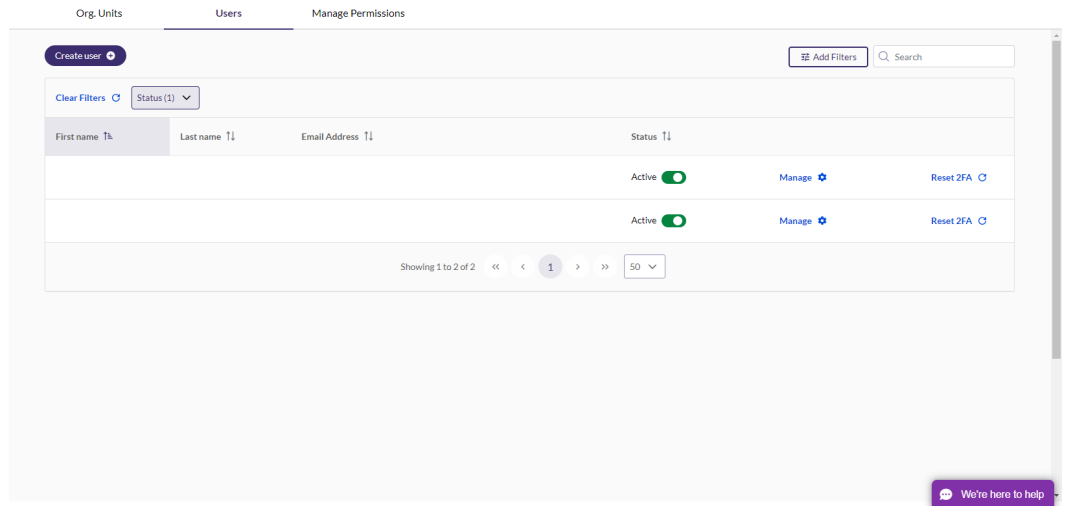 Org. Units Users Manage Permissions
Create user Add Filters Search
Clear Filters Status (1)
First name Last name Email Address Status
Active Manage Reset 2FA
Active Manage Reset 2FA
Showing 1 to 2 of 2 « ‹ 1 › » 50
We're here to help